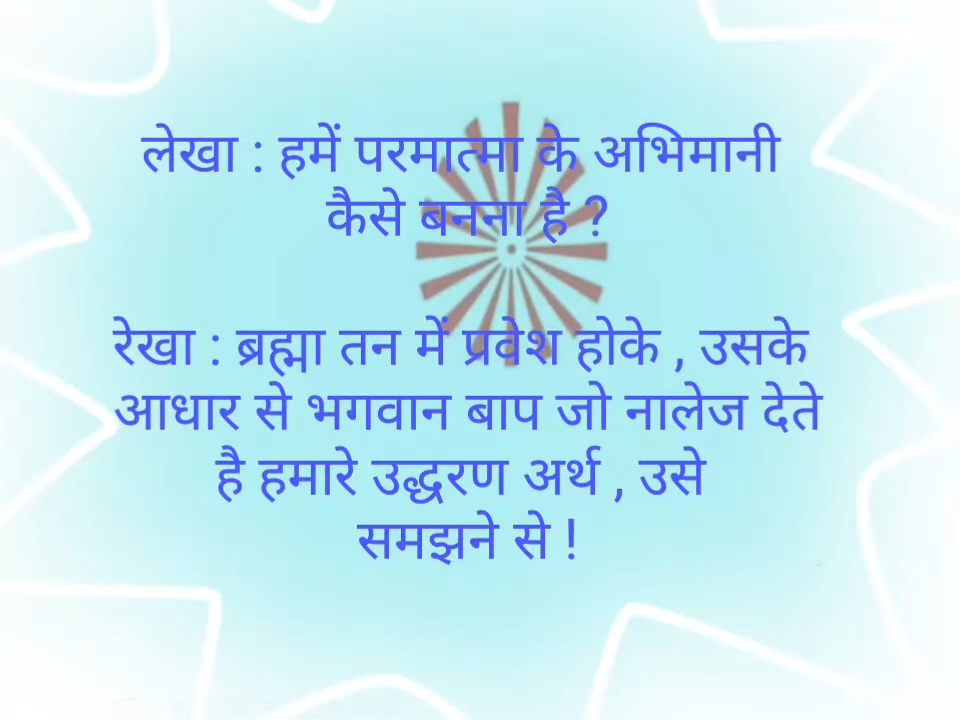 लेखा : हमें परमात्मा के अभिमानी
कैसे बनना है ?
रेखा : ब्रह्मा तन में प्रवेश होके , उसके
आधार से भगवान बाप जो नालेज देते
है हमारे उद्धरण अर्थ , उसे
समझने से !